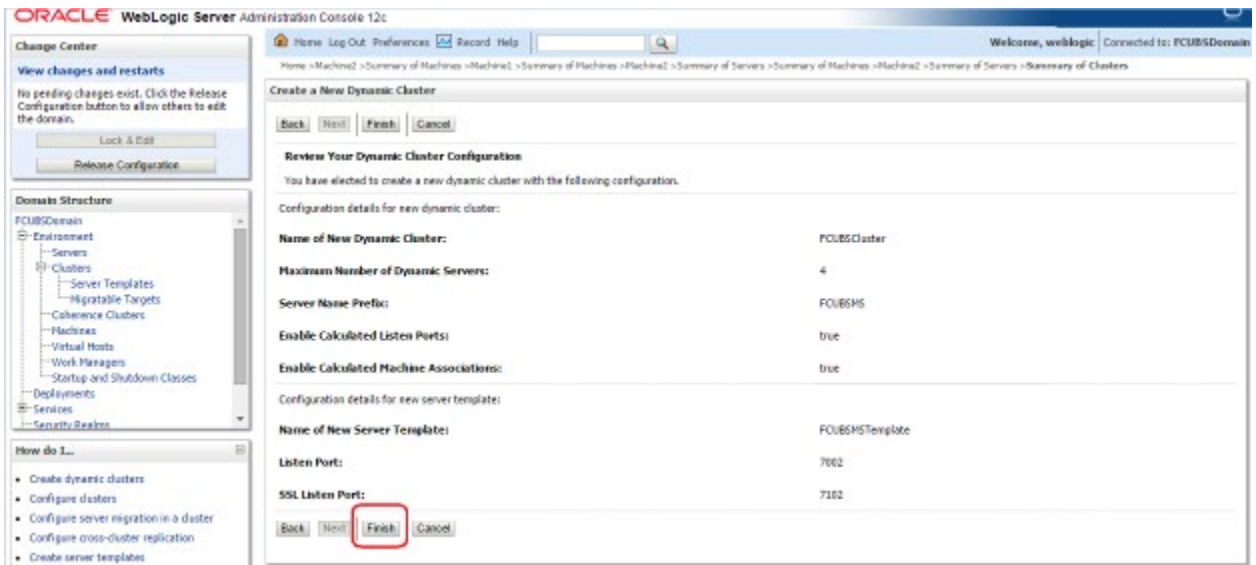 ORACLE WebLogic Server Administration Console 12c
Change Center
View changes and restarts
No pending changes exist. Click the Release
Configuration button to allow others to edit
the domain.
Lock & Edit
Release Configuration
Domain Structure
FCUBSDomain
Environment
Servers
Clusters
Server Templates
Migratable Targets
Coherence Clusters
Machines
Virtual Hosts
Work Managers
Startup and Shutdown Classes
Deployments
Services
Security Realms
How do I...
Create dynamic clusters
Configure clusters
Configure server migration in a cluster
Configure cross-cluster replication
Create server templates
Home Log Out Preferences Record Help
Welcome, weblogic Connected to: FCUBSDomain
Home >Machine2 >Summary of Machines >Machine1 >Summary of Machines >Machine2 >Summary of Servers >Summary of Machines >Machine2 >Summary of Servers >Summary of Clusters
Create a New Dynamic Cluster
Back Next Finish Cancel
Review Your Dynamic Cluster Configuration
You have elected to create a new dynamic cluster with the following configuration.
Configuration details for new dynamic cluster:
Name of New Dynamic Cluster: FCUBSCluster
Maximum Number of Dynamic Servers: 4
Server Name Prefix: FCUBSMS
Enable Calculated Listen Ports: true
Enable Calculated Machine Associations: true
Configuration details for new server template:
Name of New Server Template: FCUBSMSTemplate
Listen Port: 7002
SSL Listen Port: 7102
Back Next Finish Cancel